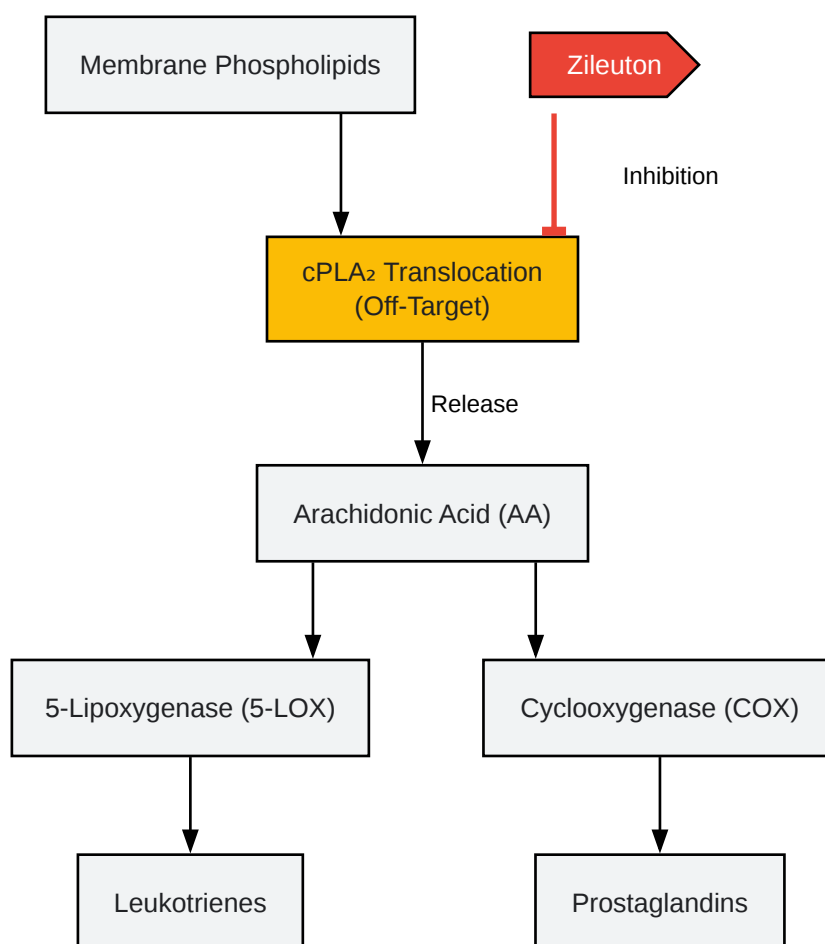 Membrane Phospholipids
Zileuton
Inhibition
cPLA₂ Translocation
(Off-Target)
Release
Arachidonic Acid (AA)
5-Lipoxygenase (5-LOX)
Cyclooxygenase (COX)
Leukotrienes
Prostaglandins